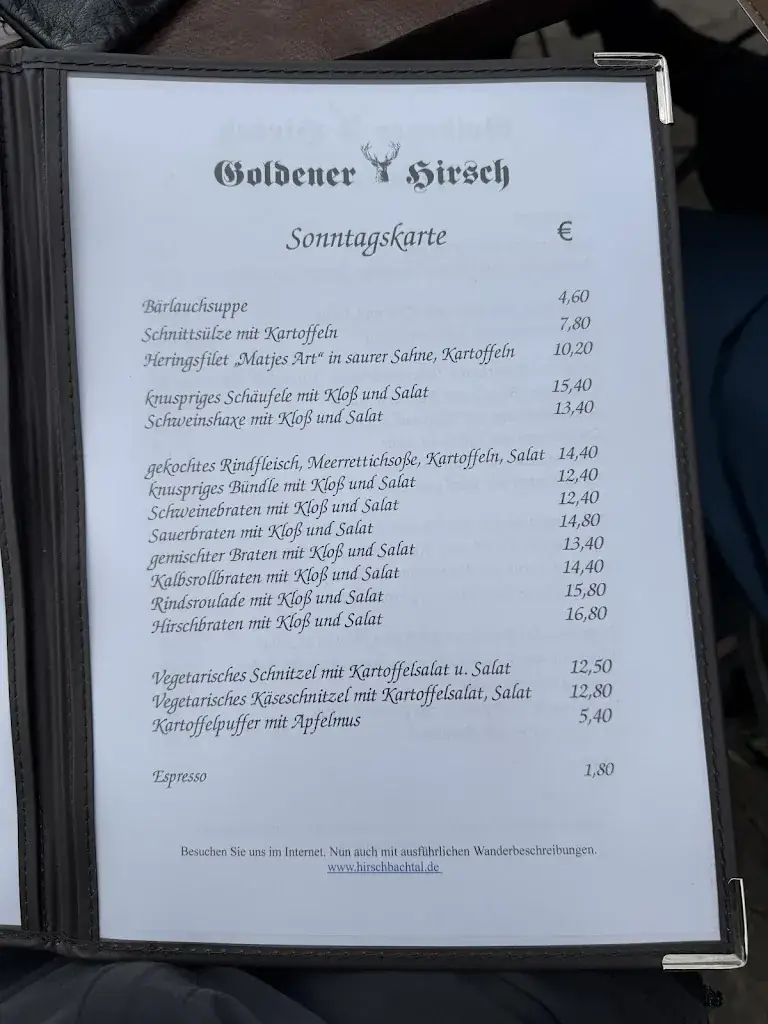 Goldener Hirsch
Sonntagskarte €
Bärlauchsuppe 4,60
Schnittsülze mit Kartoffeln 7,80
Heringsfilet „Matjes Art“ in saurer Sahne, Kartoffeln 10,20
knuspriges Schäufele mit Kloß und Salat 15,40
Schweinshaxe mit Kloß und Salat 13,40
gekochtes Rindfleisch, Meerrettichsoße, Kartoffeln, Salat 14,40
knuspriges Bündle mit Kloß und Salat 12,40
Schweinebraten mit Kloß und Salat 12,40
Sauerbraten mit Kloß und Salat 14,80
gemischter Braten mit Kloß und Salat 13,40
Kalbsrollbraten mit Kloß und Salat 14,40
Rindsroulade mit Kloß und Salat 15,80
Hirschbraten mit Kloß und Salat 16,80
Vegetarisches Schnitzel mit Kartoffelsalat u. Salat 12,50
Vegetarisches Käseschnitzel mit Kartoffelsalat, Salat 12,80
Kartoffelpuffer mit Apfelmus 5,40
Espresso 1,80
Besuchen Sie uns im Internet. Nun auch mit ausführlichen Wanderbeschreibungen.
www.hirschbachtal.de